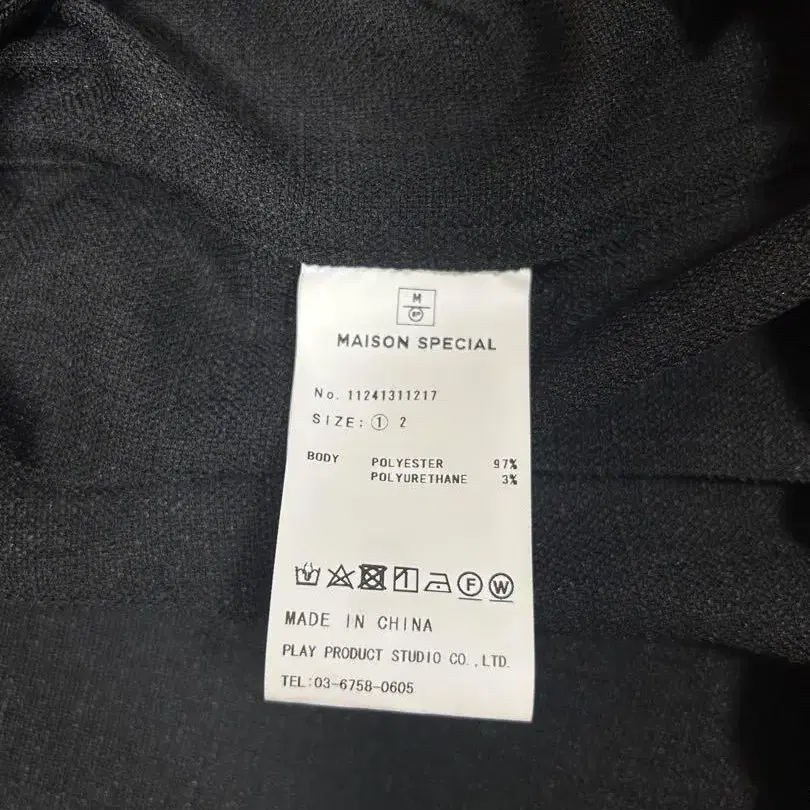 M
SP
MAISON SPECIAL
No. 11241311217
SIZE: ① 2
BODY POLYESTER 97%
POLYURETHANE 3%
F W
MADE IN CHINA
PLAY PRODUCT STUDIO CO.,LTD.
TEL:03-6758-0605